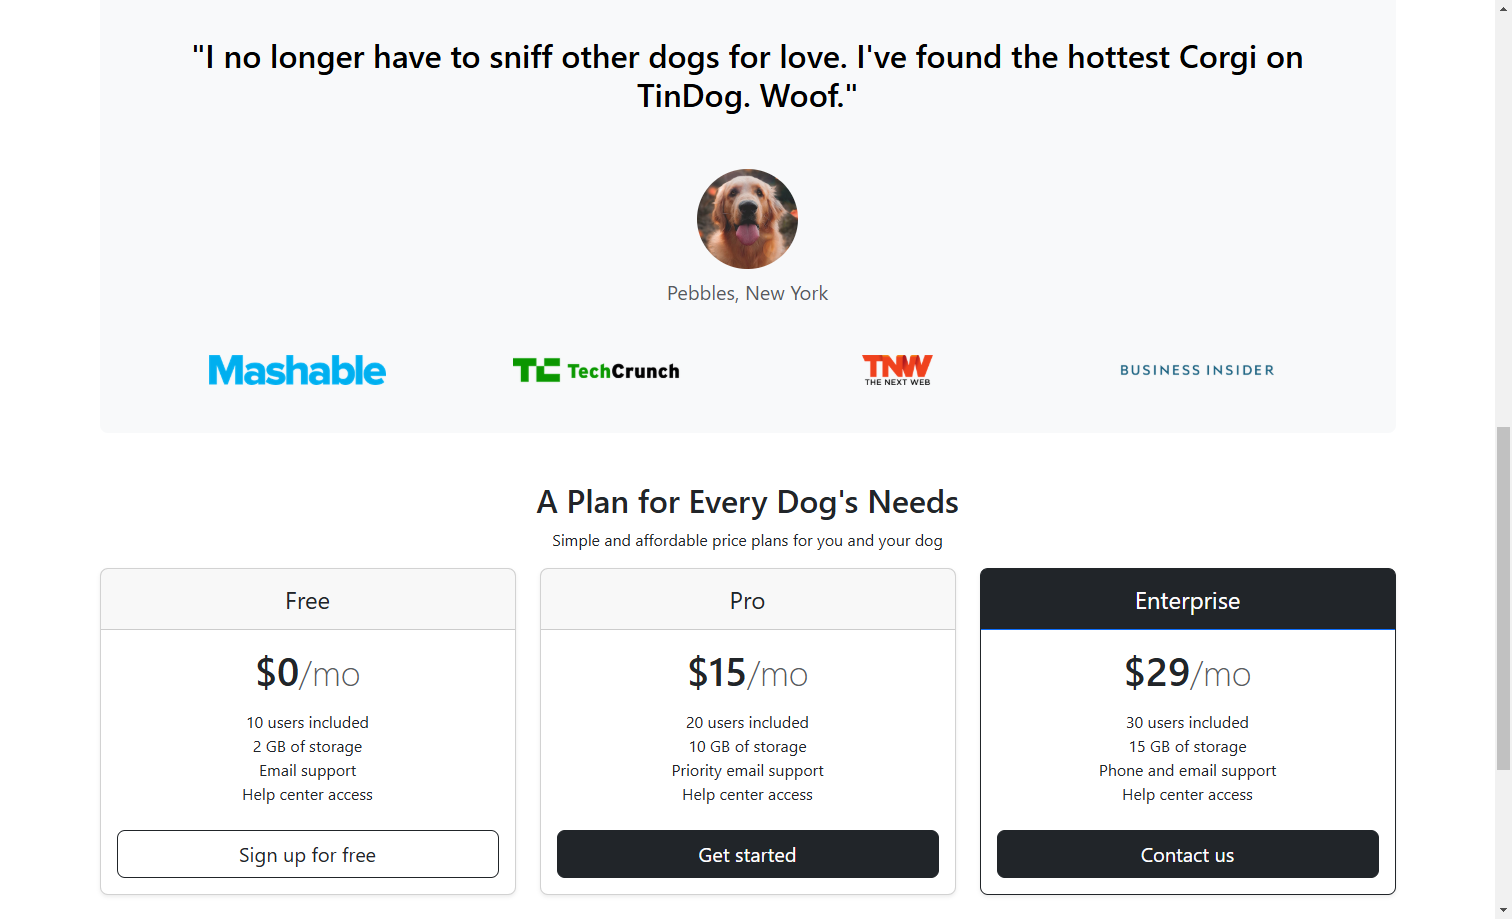 "I no longer have to sniff other dogs for love. I've found the hottest Corgi on
TinDog. Woof."
Pebbles, New York
Mashable
TC TechCrunch
TNW
THE NEXT WEB
BUSINESS INSIDER
A Plan for Every Dog's Needs
Simple and affordable price plans for you and your dog
Free
$0/mo
10 users included
2 GB of storage
Email support
Help center access
Sign up for free
Pro
$15/mo
20 users included
10 GB of storage
Priority email support
Help center access
Get started
Enterprise
$29/mo
30 users included
15 GB of storage
Phone and email support
Help center access
Contact us